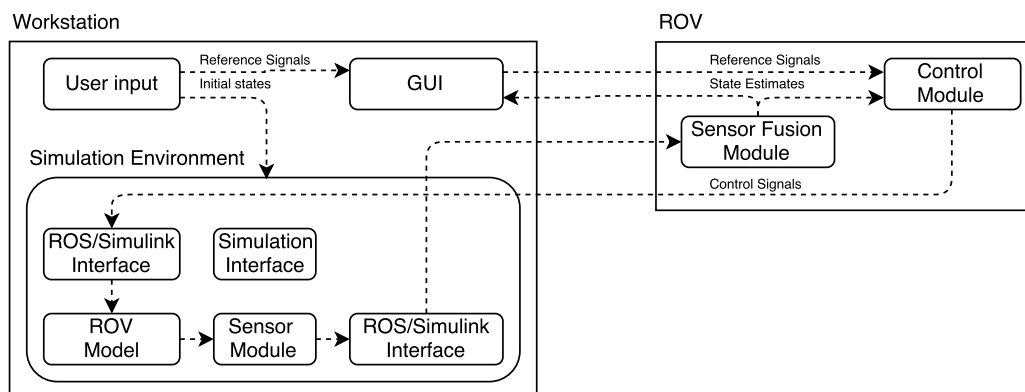 Workstation
ROV
User input
Reference Signals
Initial states
GUI
Reference Signals
State Estimates
Control
Module
Sensor Fusion
Module
Simulation Environment
Control Signals
ROS/Simulink
Interface
Simulation
Interface
ROV
Model
Sensor
Module
ROS/Simulink
Interface